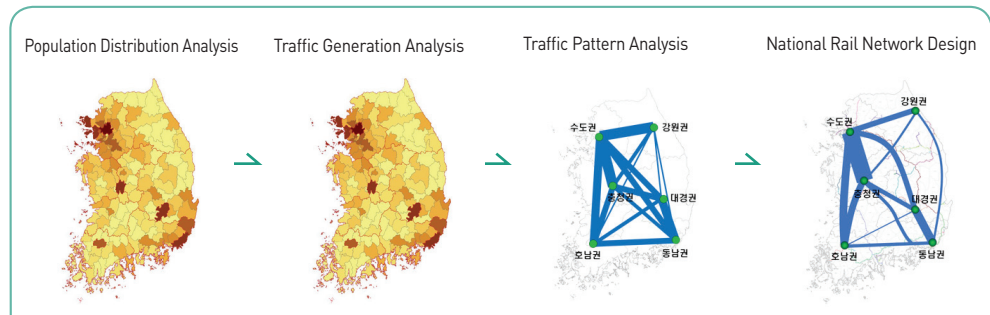 Population Distribution Analysis
Traffic Generation Analysis
Traffic Pattern Analysis
National Rail Network Design
수도권
강원권
충청권
대경권
호남권
동남권
강원권
수도권
충청권
대경권
호남권
동남권